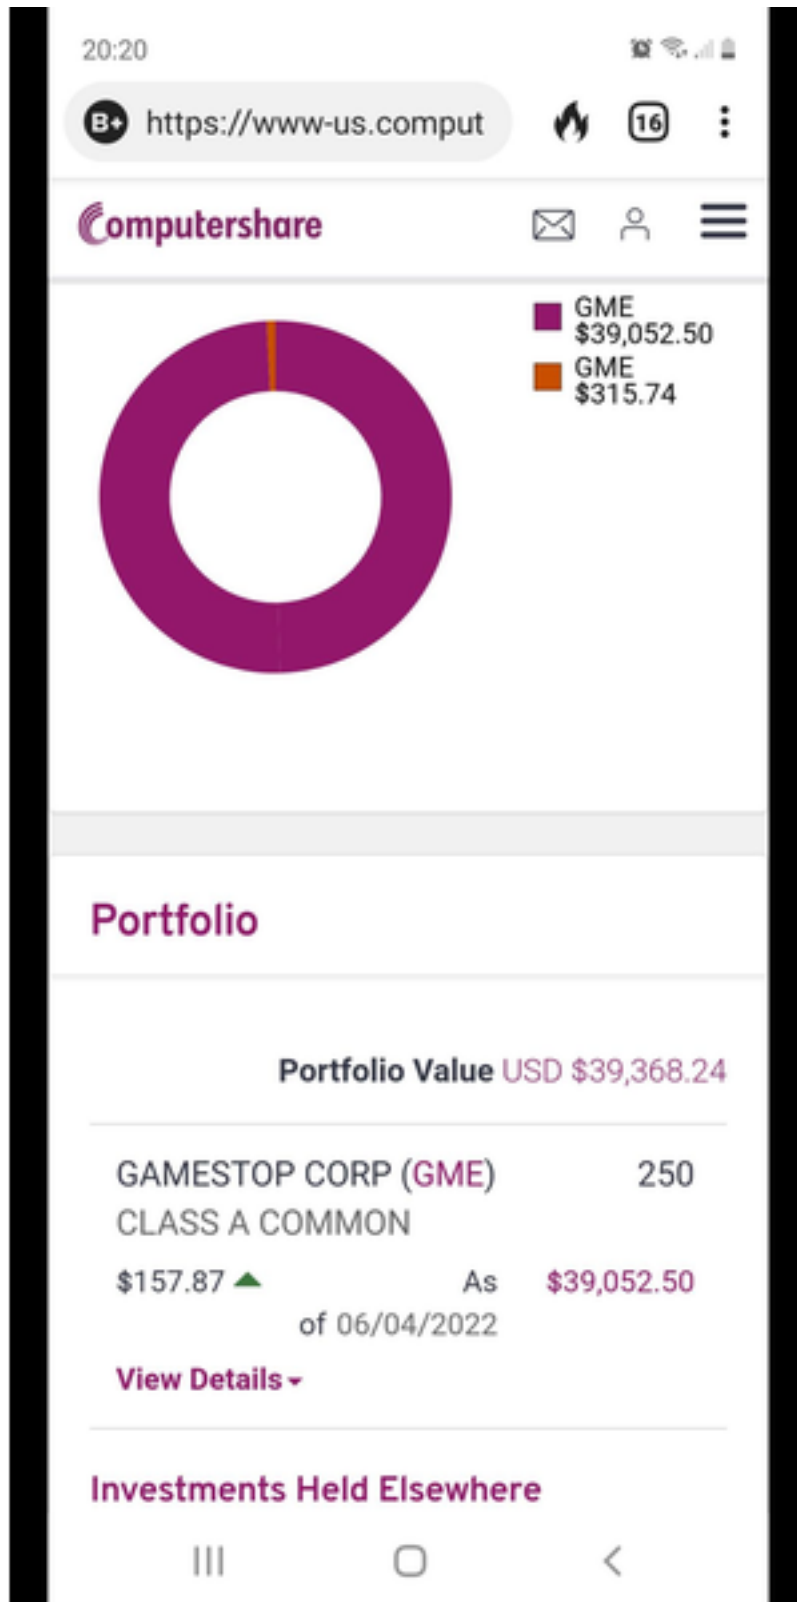 20:20
B+ https://www-us.comput 16
Computershare
GME
$39,052.50
GME
$315.74
Portfolio
Portfolio Value USD $39,368.24
GAMESTOP CORP (GME) 250
CLASS A COMMON
$157.87 As $39,052.50
of 06/04/2022
View Details
Investments Held Elsewhere